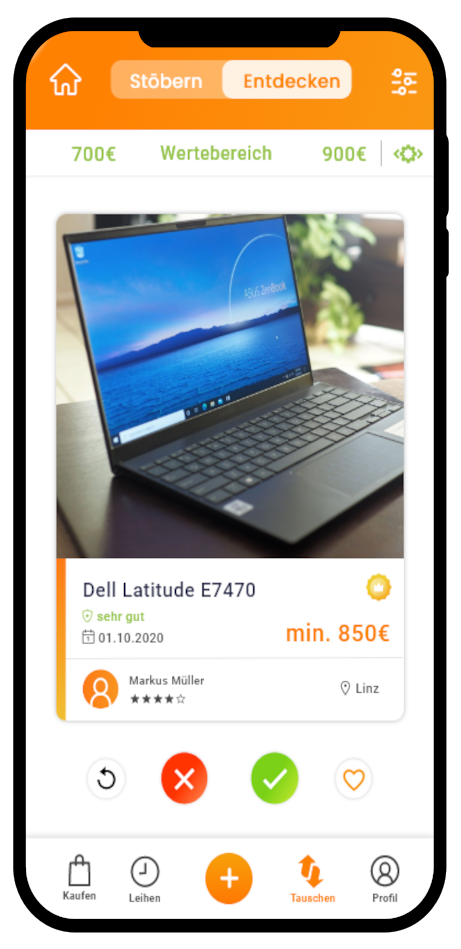 Stöbern Entdecken
700€ Wertebereich 900€
ASUS ZenBook
Dell Latitude E7470
sehr gut
01.10.2020
min. 850€
Markus Müller
Linz
Kaufen Leihen Tauschen Profil